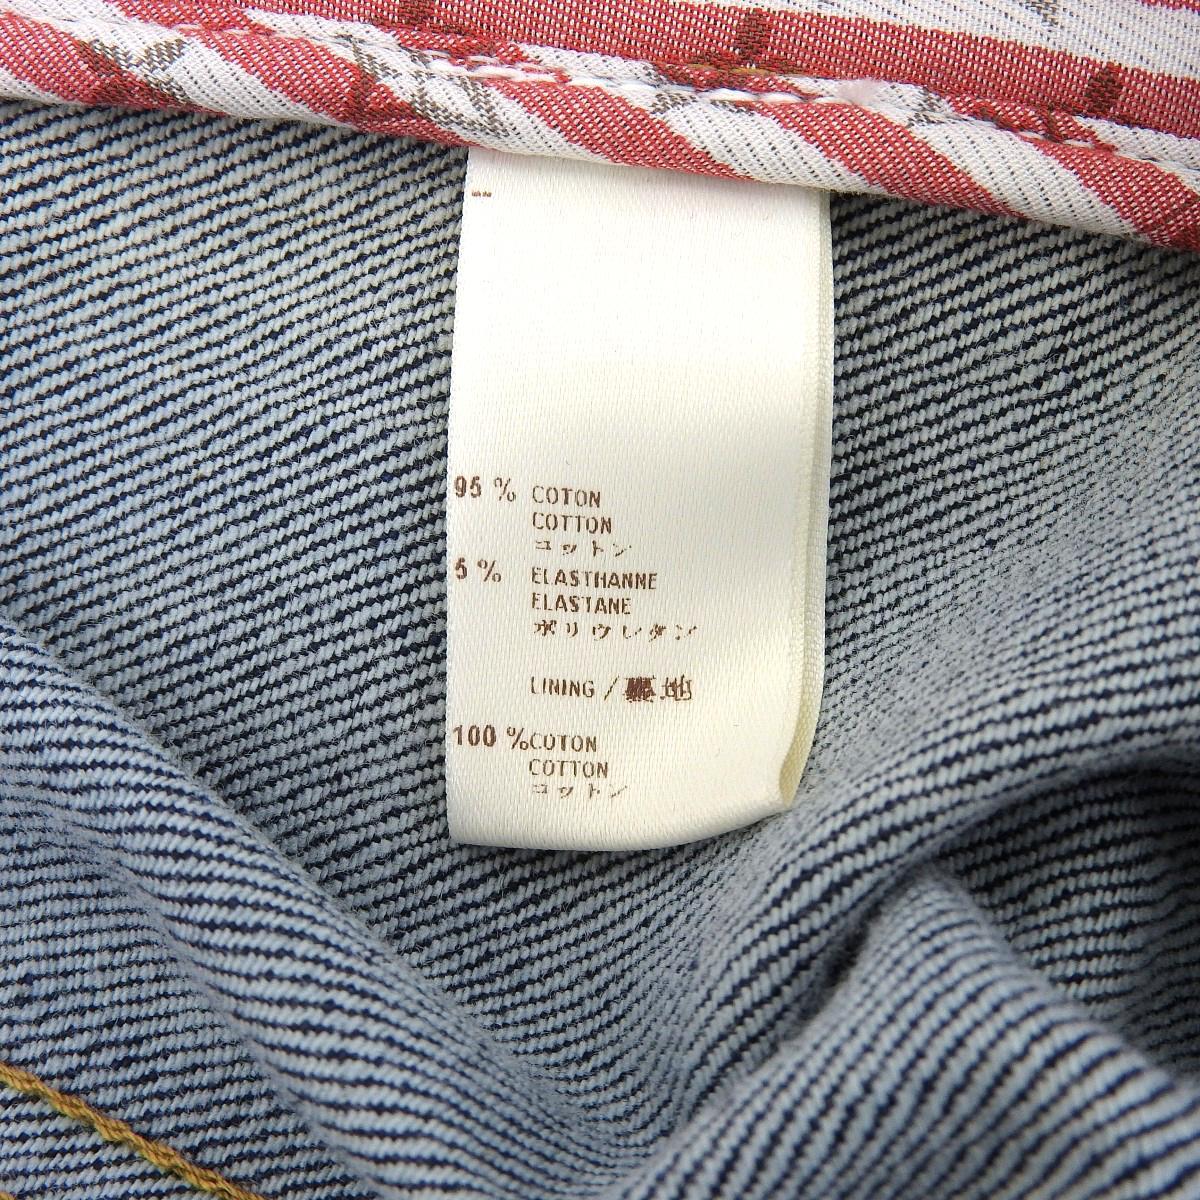 95 % COTON
COTTON
コットン
5 % ELASTHANNE
ELASTANE
ポリウレタン
LINING / 裏地
100 % COTON
COTTON
コットン